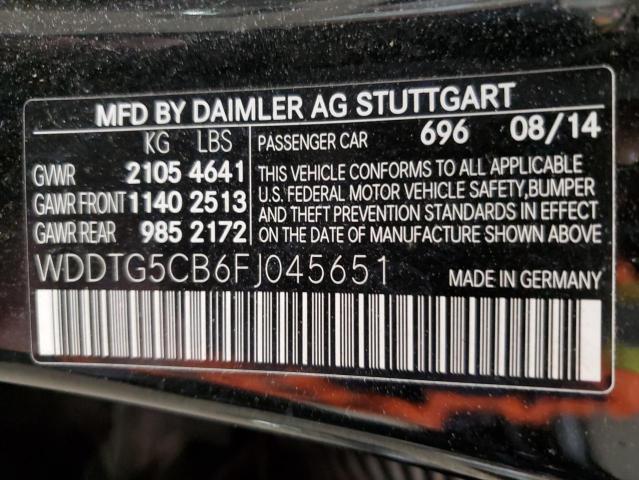 MFD BY DAIMLER AG STUTTGART
KG LBS
GVWR 2105 4641
GAWR FRONT 1140 2513
GAWR REAR 985 2172
PASSENGER CAR 696 08/14
THIS VEHICLE CONFORMS TO ALL APPLICABLE
U.S. FEDERAL MOTOR VEHICLE SAFETY,BUMPER
AND THEFT PREVENTION STANDARDS IN EFFECT
ON THE DATE OF MANUFACTURE SHOWN ABOVE
WDDTG5CB6FJ045651 MADE IN GERMANY